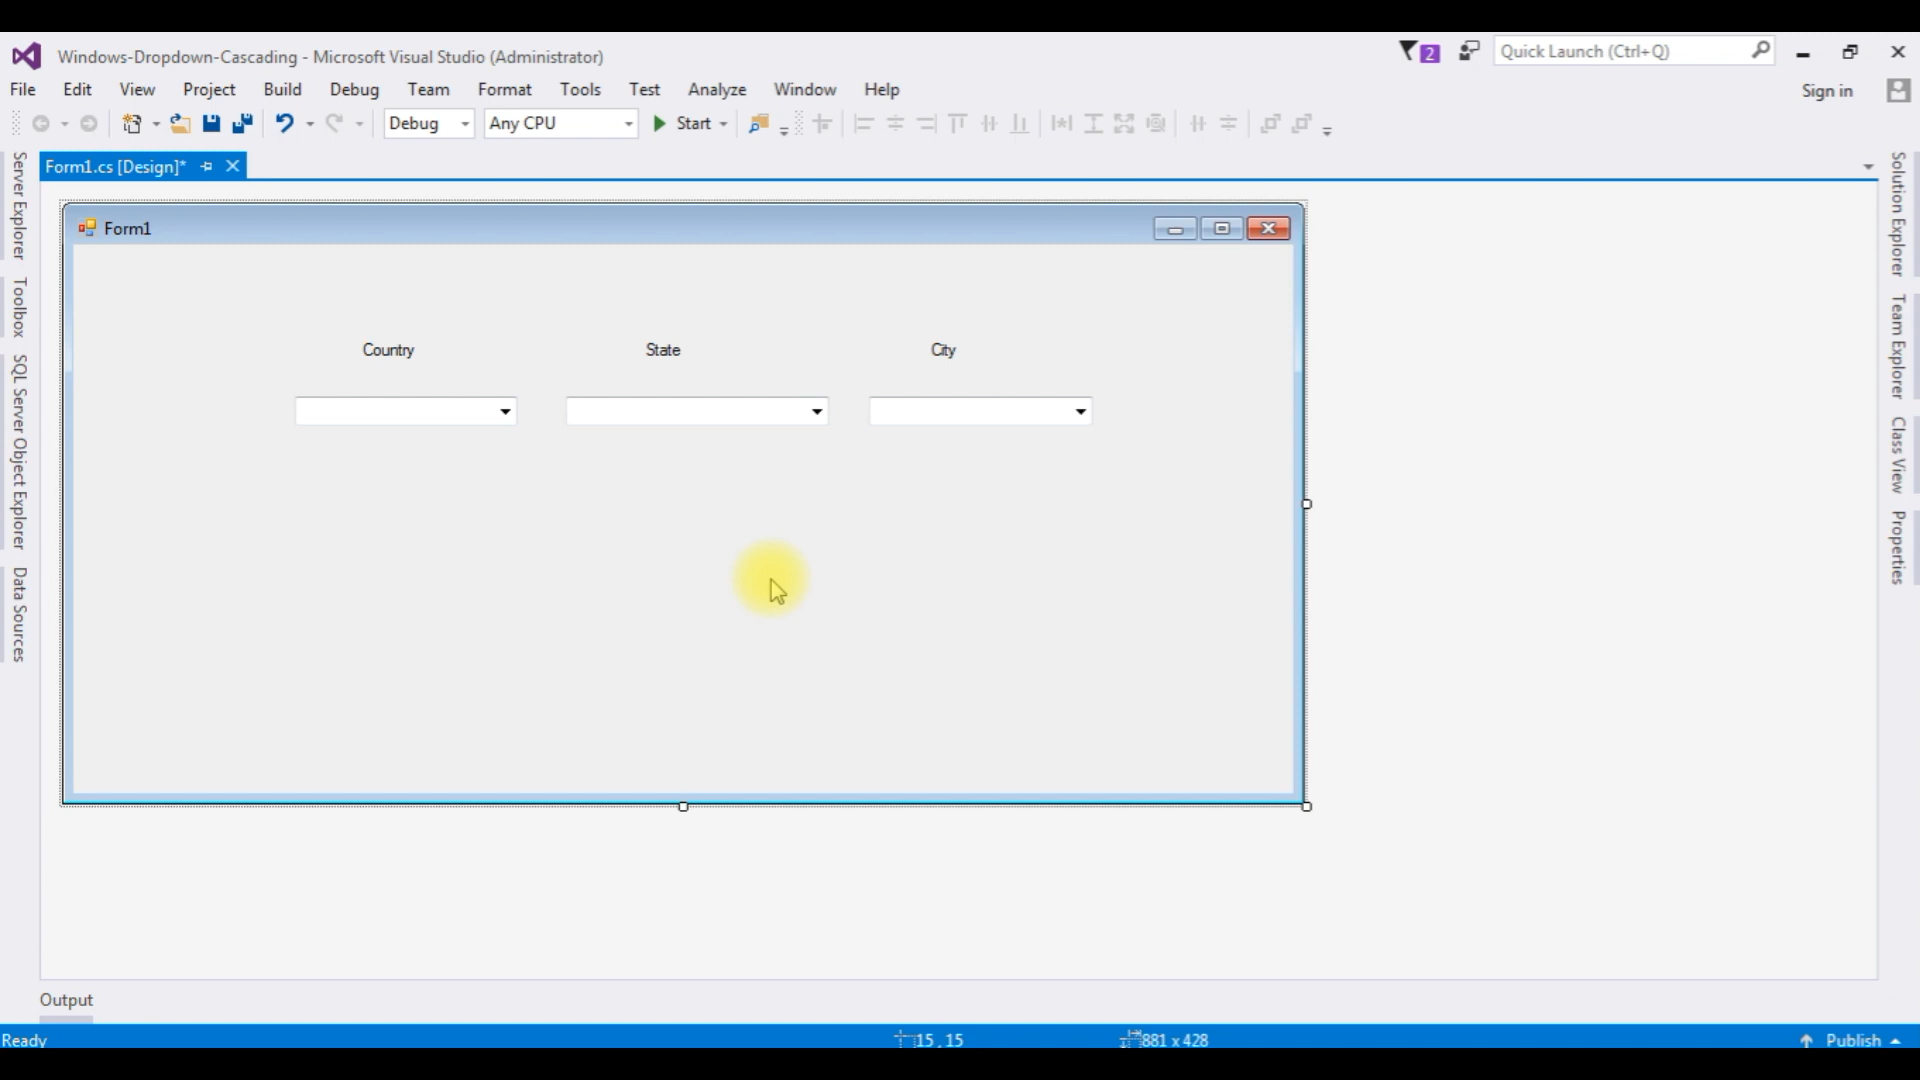 Windows-Dropdown-Cascading - Microsoft Visual Studio (Administrator)
2
Quick Launch (Ctrl+Q)
File Edit View Project Build Debug Team Format Tools Test Analyze Window Help
Sign in
Debug
Any CPU
Start
Form1.cs [Design]*
Server Explorer
Toolbox
SQL Server Object Explorer
Data Sources
Form1
Country
State
City
Solution Explorer
Team Explorer
Class View
Properties
Output
Ready
15 , 15
881 x 428
Publish